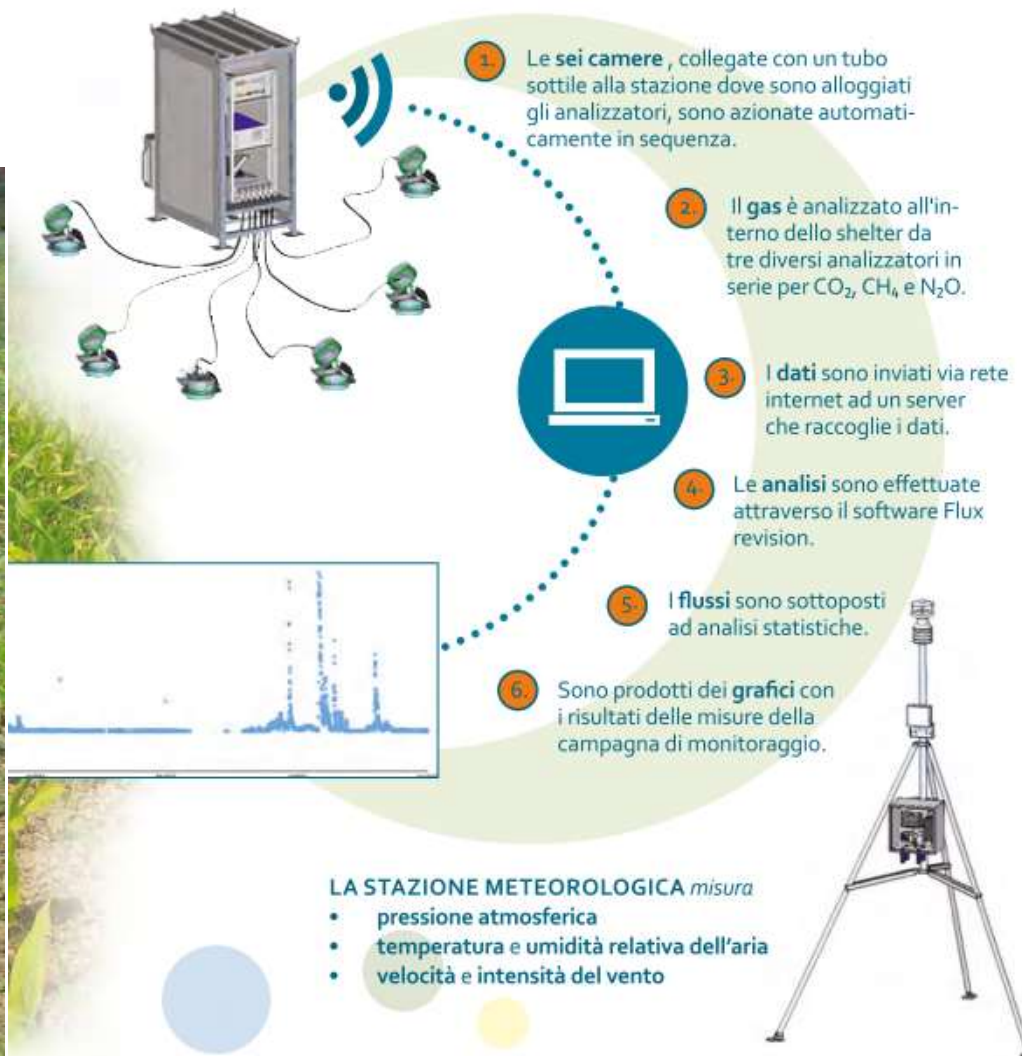 1. Le sei camere , collegate con un tubo
sottile alla stazione dove sono alloggiati
gli analizzatori, sono azionate automati-
camente in sequenza.
2. Il gas è analizzato all'in-
terno dello shelter da
tre diversi analizzatori in
serie per CO₂, CH₄ e N₂O.
3. I dati sono inviati via rete
internet ad un server
che raccoglie i dati.
4. Le analisi sono effettuate
attraverso il software Flux
revision.
5. I flussi sono sottoposti
ad analisi statistiche.
6. Sono prodotti dei grafici con
i risultati delle misure della
campagna di monitoraggio.
LA STAZIONE METEOROLOGICA misura
• pressione atmosferica
• temperatura e umidità relativa dell'aria
• velocità e intensità del vento